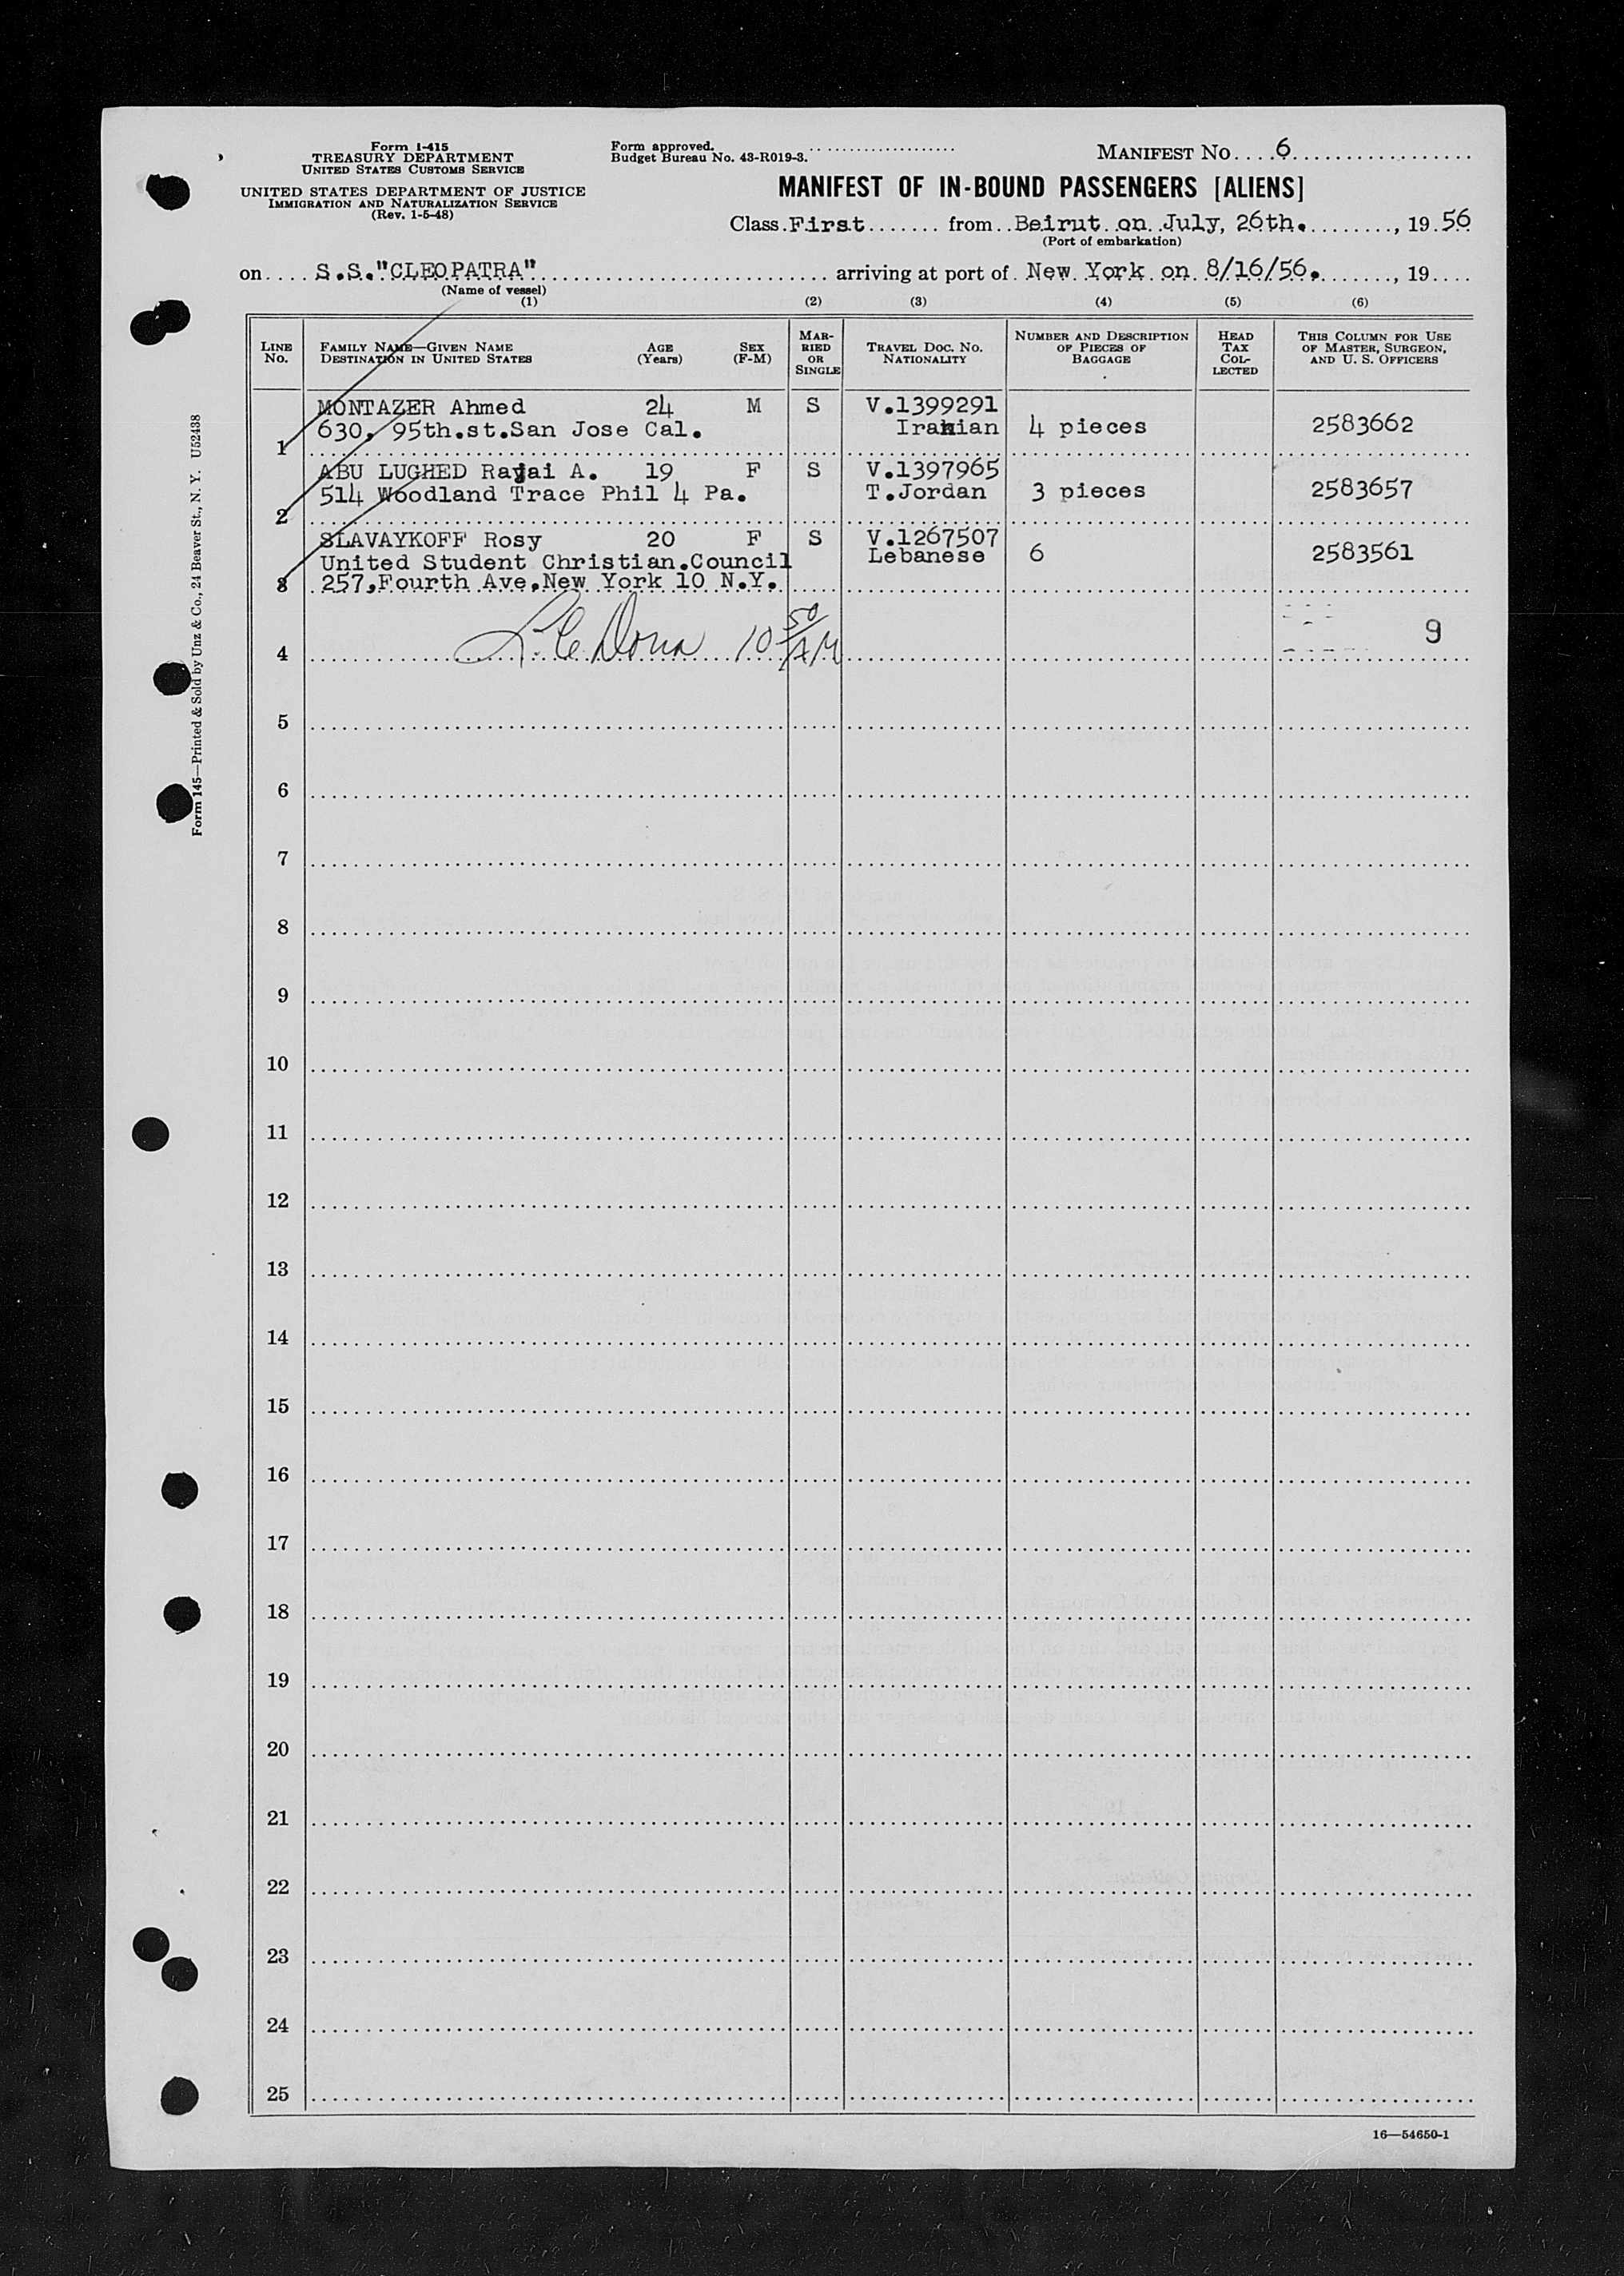 Form I-415
TREASURY DEPARTMENT
UNITED STATES CUSTOMS SERVICE
UNITED STATES DEPARTMENT OF JUSTICE
IMMIGRATION AND NATURALIZATION SERVICE
(Rev. 1-5-48)
Form approved.
Budget Bureau No. 43-R019-3.
MANIFEST NO. 6
MANIFEST OF IN-BOUND PASSENGERS [ALIENS]
Class First from Beirut on July, 26th. , 19 56
(Port of embarkation)
on S.S."CLEOPATRA" arriving at port of New York on 8/16/56. , 19
(Name of vessel)
(1) (2) (3) (4) (5) (6)
LINE NO. FAMILY NAME—GIVEN NAME DESTINATION IN UNITED STATES AGE (Years) SEX (F-M) MARRIED OR SINGLE TRAVEL DOC. NO. NATIONALITY NUMBER AND DESCRIPTION OF PIECES OF BAGGAGE HEAD TAX COLLECTED THIS COLUMN FOR USE OF MASTER, SURGEON, AND U. S. OFFICERS
MONTAZER Ahmed 24 M S V.1399291
1 630, 95th.st.San Jose Cal. Iranian 4 pieces 2583662
ABU LUGHED Rajai A. 19 F S V.1397965
2 514 Woodland Trace Phil 4 Pa. T.Jordan 3 pieces 2583657
SLAVAYKOFF Rosy 20 F S V.1267507
United Student Christian.Council Lebanese 6 2583561
3 257,Fourth Ave.New York 10 N.Y.
4 10 50/AM 9
5
6
7
8
9
10
11
12
13
14
15
16
17
18
19
20
21
22
23
24
25
16—54650-1
Form 145—Printed & Sold by Unz & Co., 24 Beaver St., N. Y. U52438